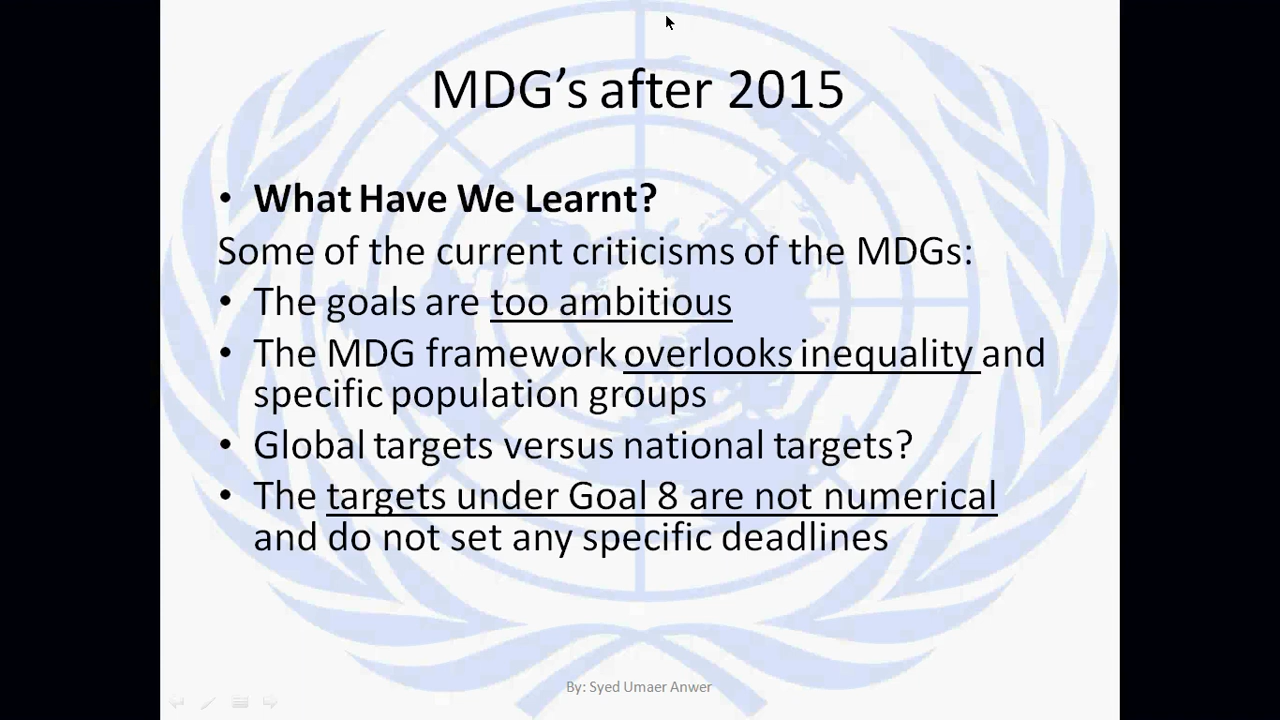 MDG’s after 2015
• What Have We Learnt?
Some of the current criticisms of the MDGs:
• The goals are too ambitious
• The MDG framework overlooks inequality and
specific population groups
• Global targets versus national targets?
• The targets under Goal 8 are not numerical
and do not set any specific deadlines
By: Syed Umaer Anwer